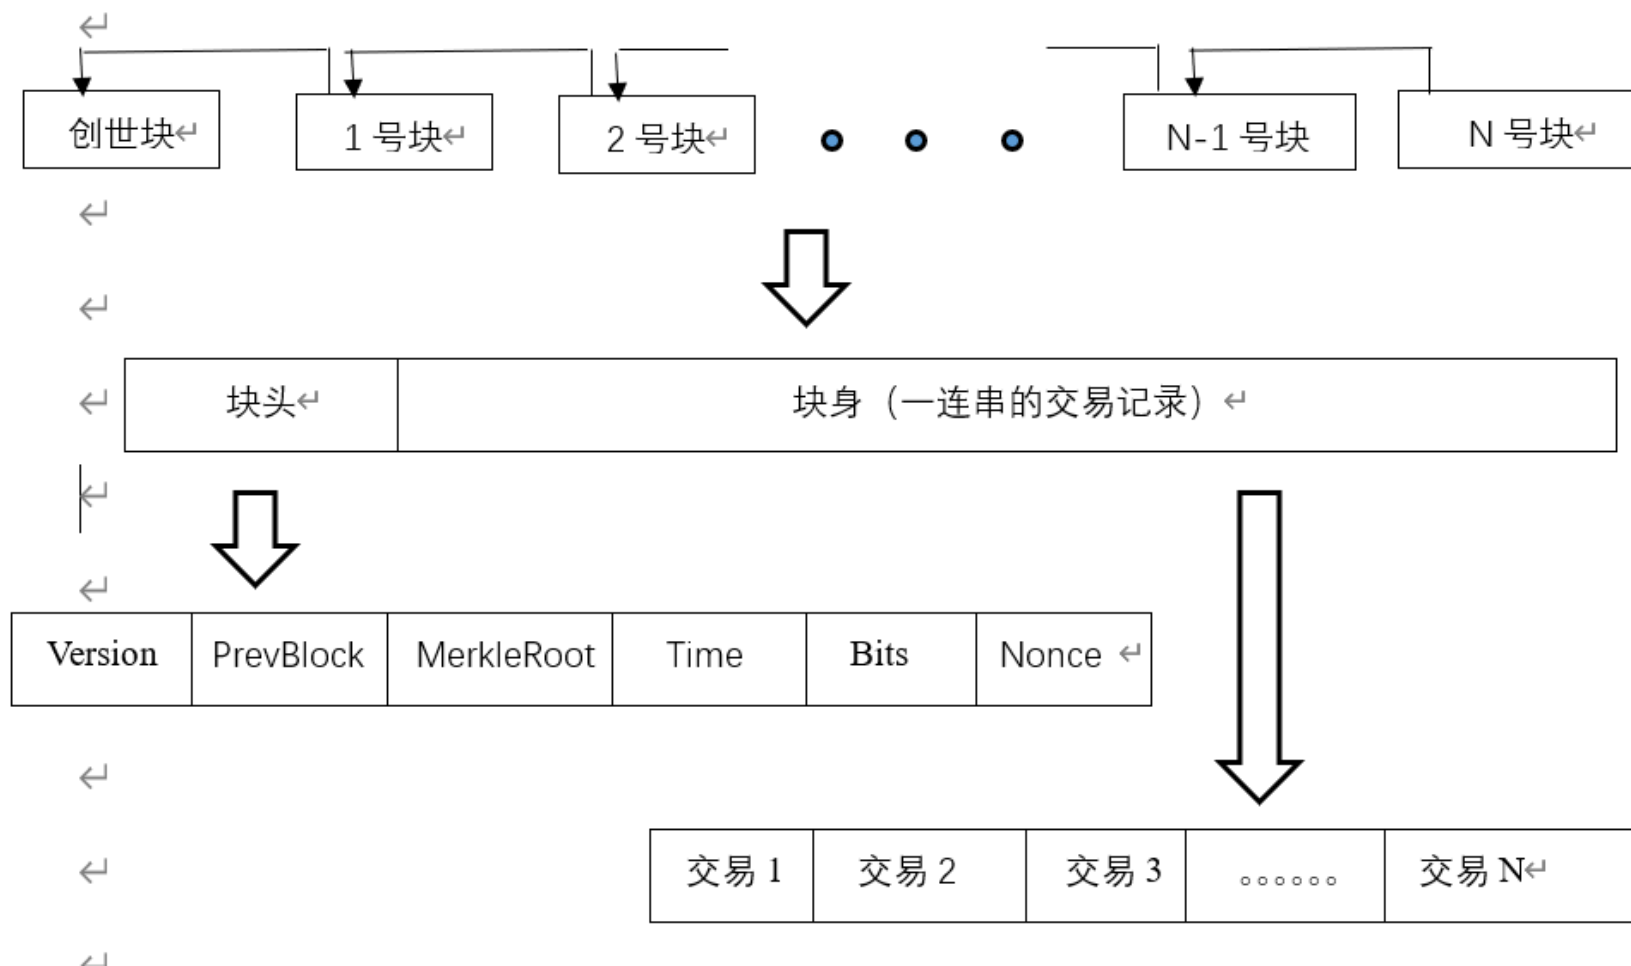 创世块 1 号块 2 号块 N-1 号块 N 号块
块头 块身（一连串的交易记录）
Version PrevBlock MerkleRoot Time Bits Nonce
交易 1 交易 2 交易 3 。。。。。。 交易 N